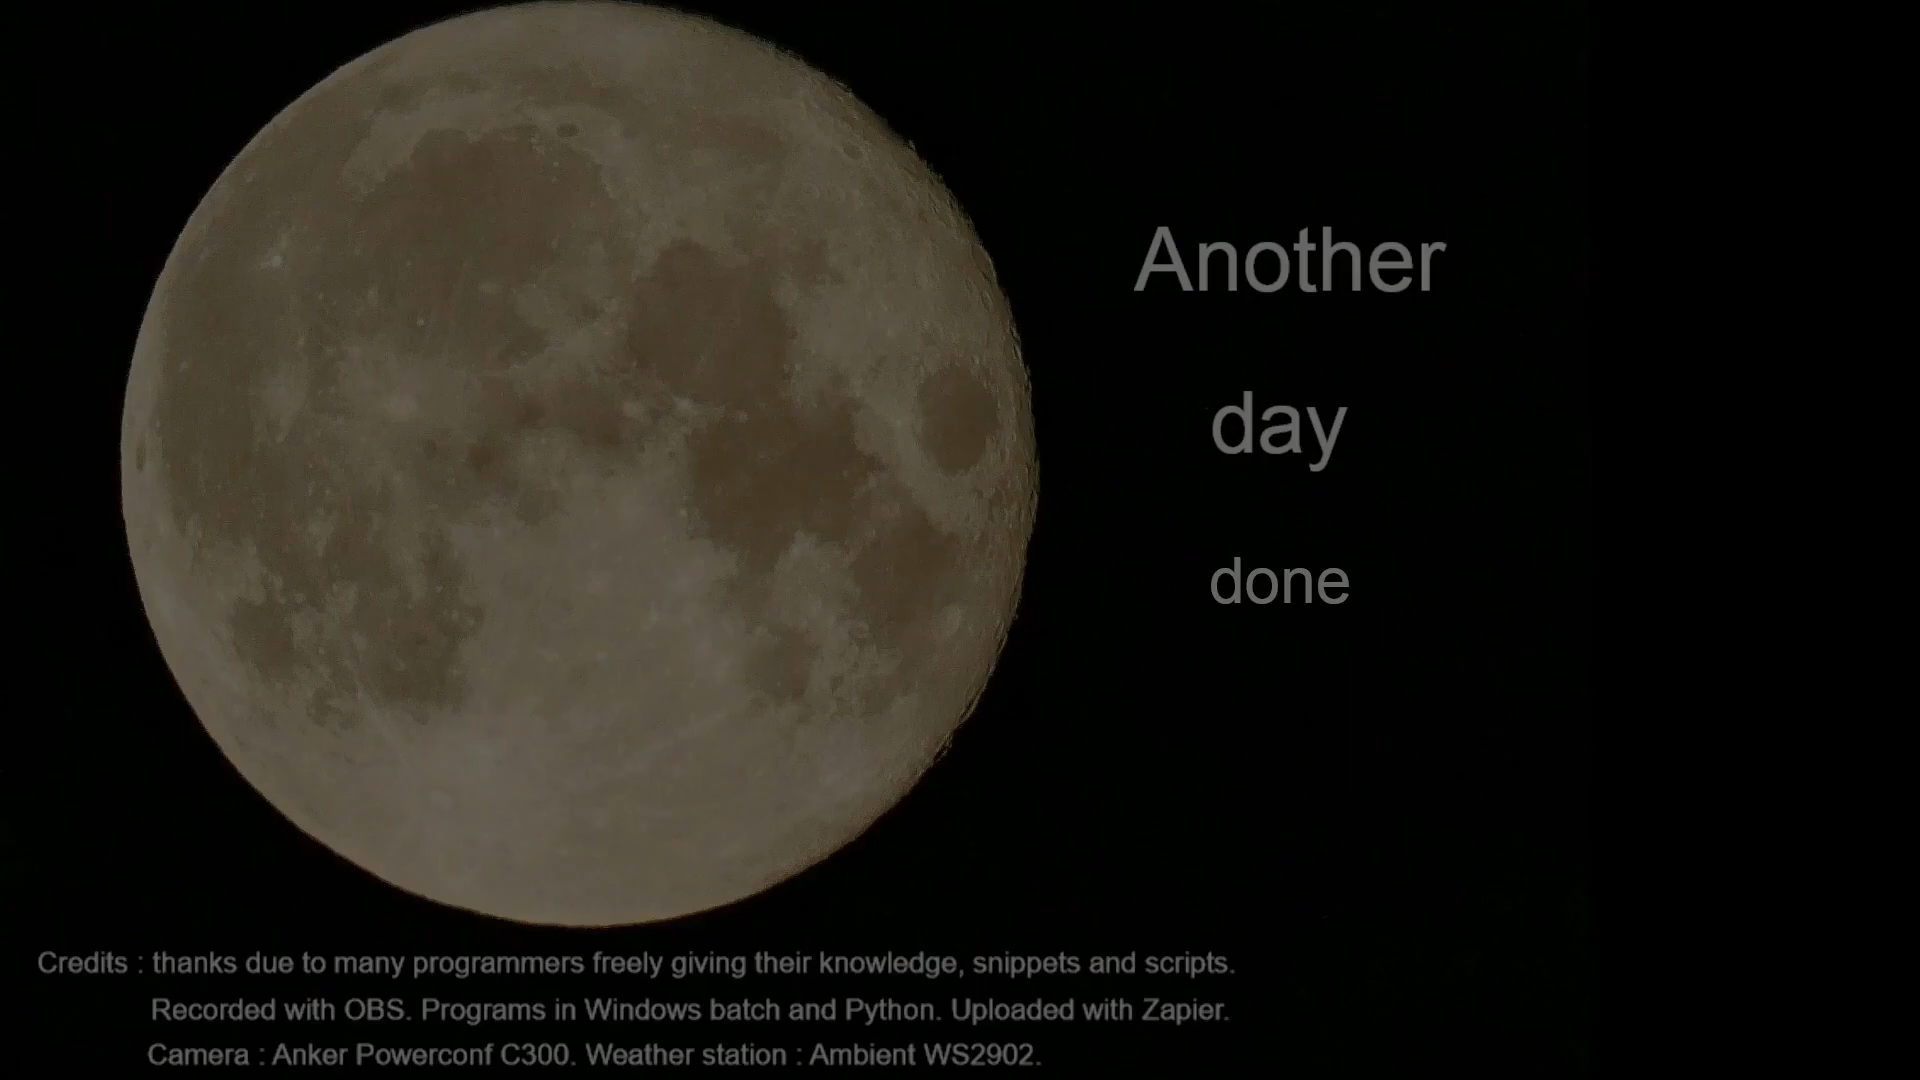 Another
day
done
Credits : thanks due to many programmers freely giving their knowledge, snippets and scripts.
Recorded with OBS. Programs in Windows batch and Python. Uploaded with Zapier.
Camera : Anker Powerconf C300. Weather station : Ambient WS2902.